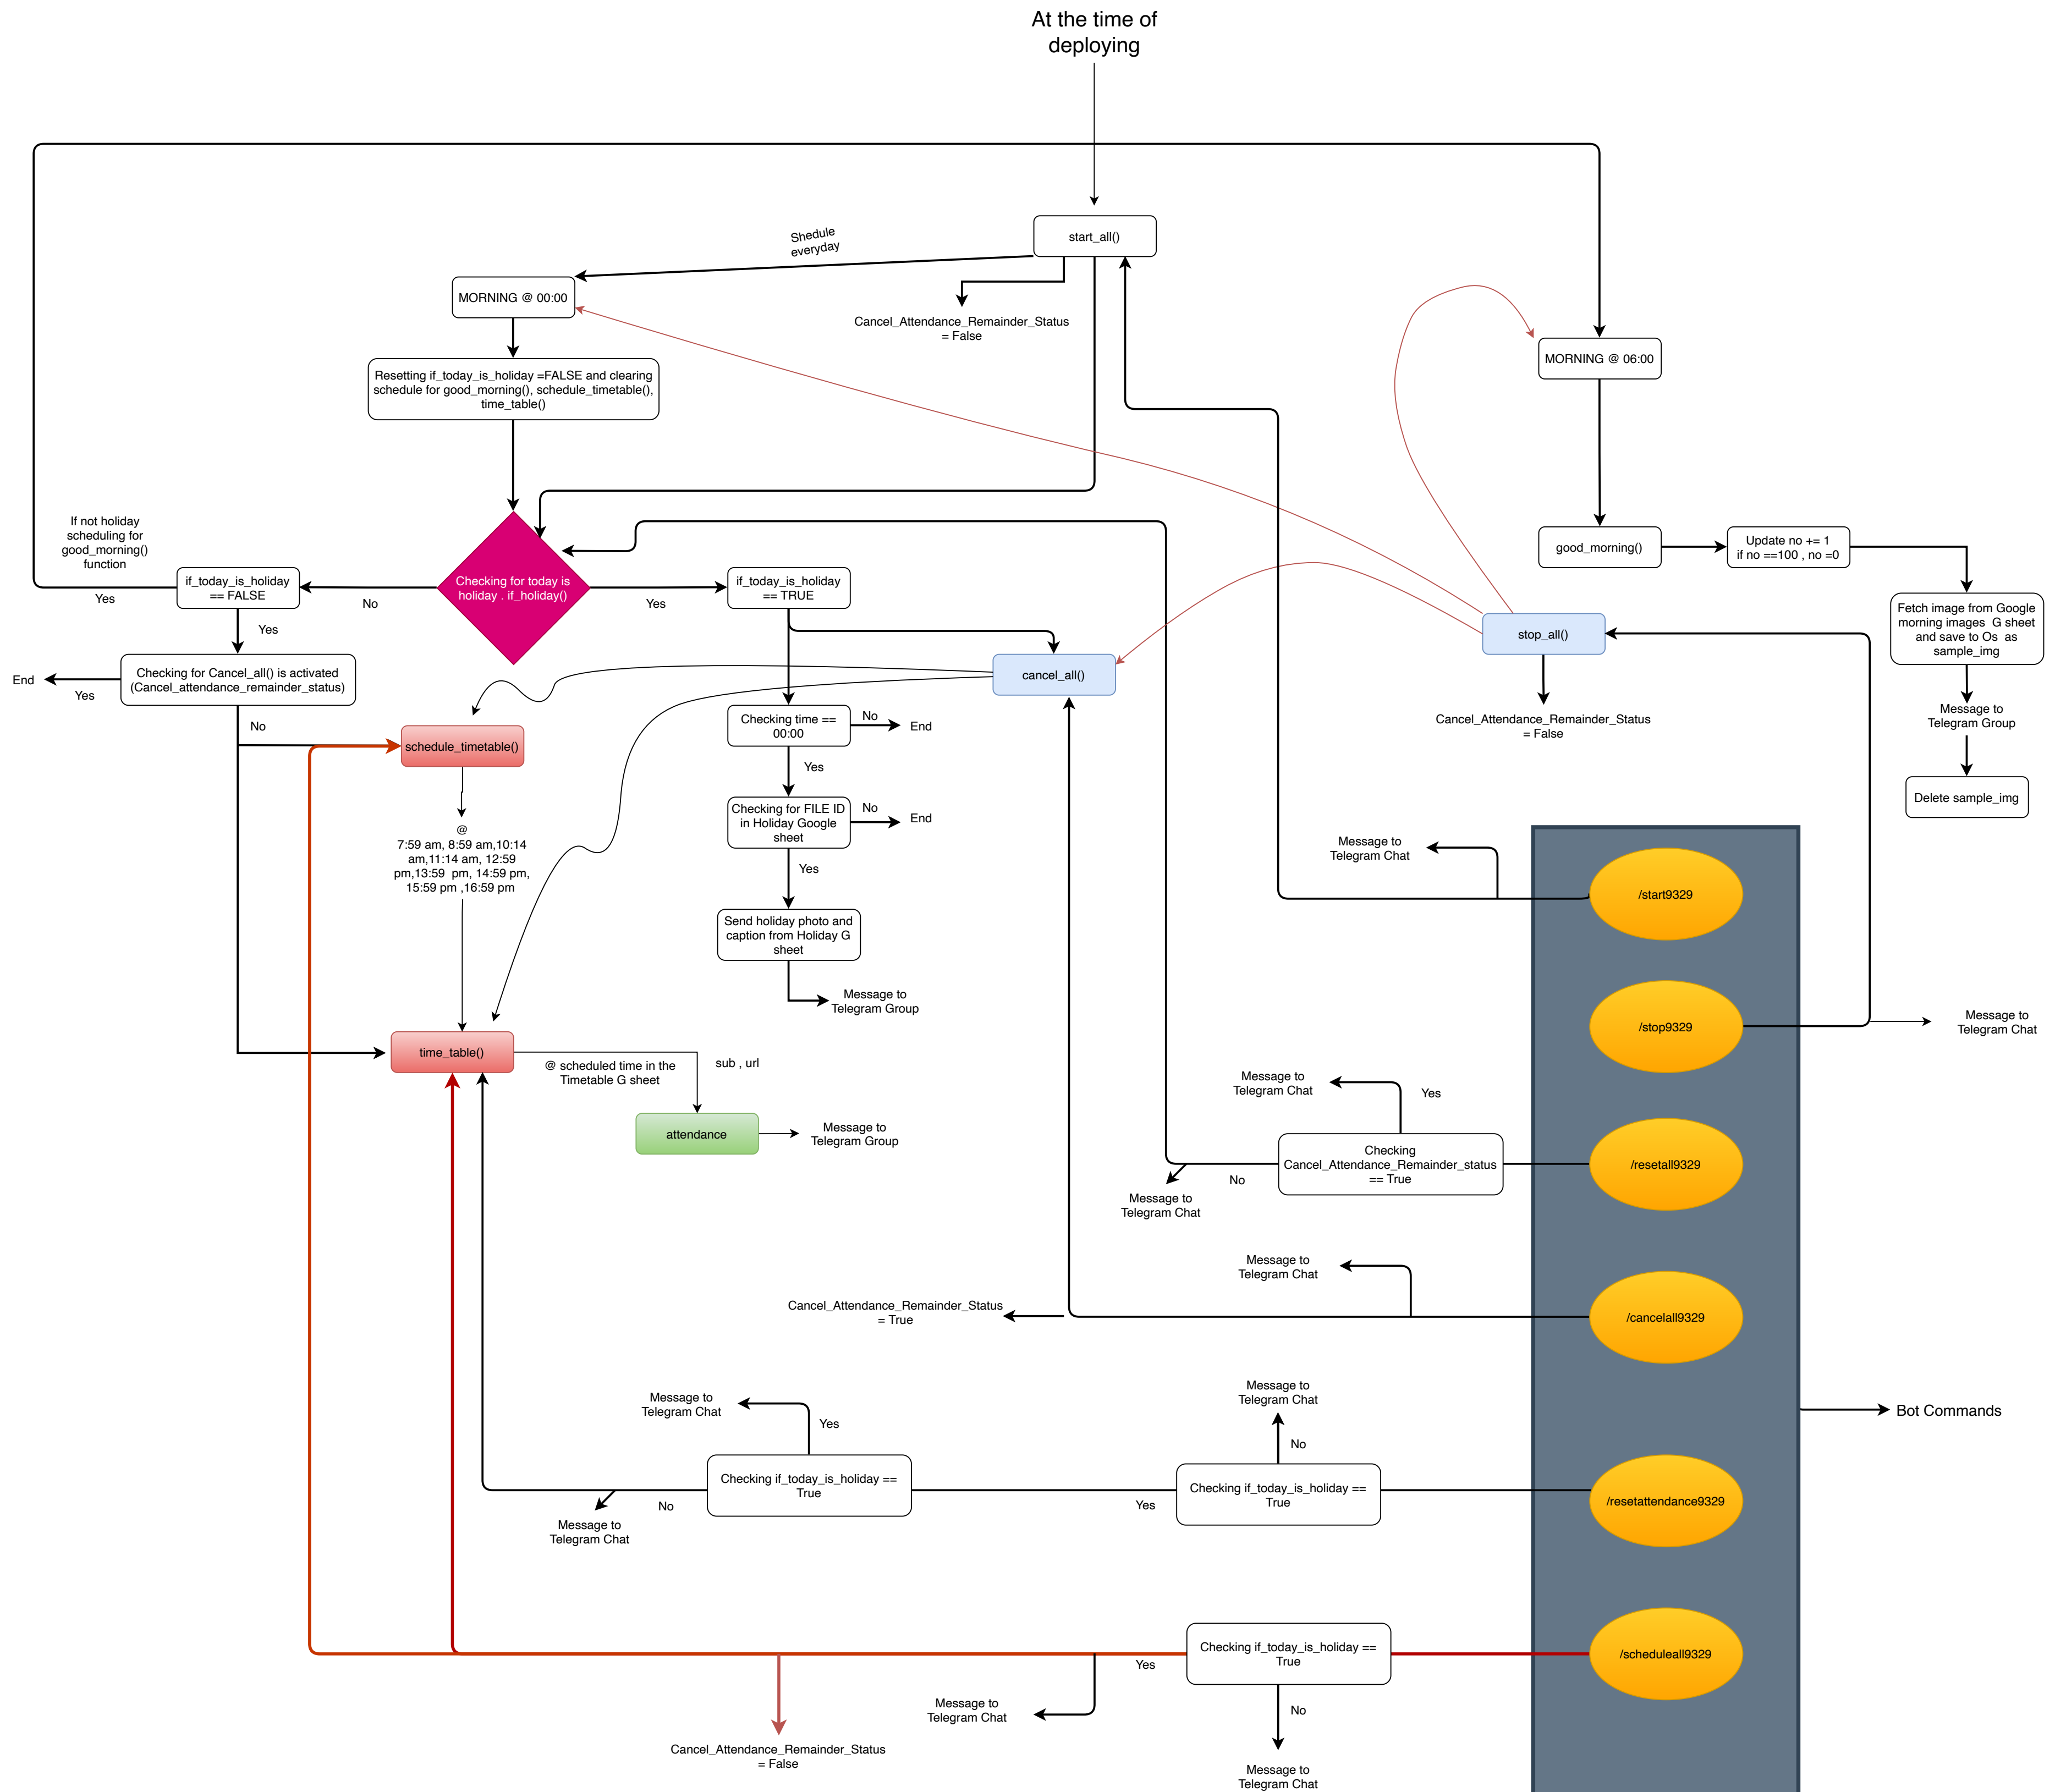 At the time of
deploying
start_all()
Shedule
everyday
MORNING @ 00:00
Cancel_Attendance_Remainder_Status
= False
MORNING @ 06:00
Resetting if_today_is_holiday =FALSE and clearing
schedule for good_morning(), schedule_timetable(),
time_table()
If not holiday
scheduling for
good_morning()
function
good_morning()
Update no += 1
if no ==100 , no =0
Yes
if_today_is_holiday
== FALSE
No
Checking for today is
holiday . if_holiday()
Yes
if_today_is_holiday
== TRUE
Fetch image from Google
morning images  G sheet
and save to Os  as
sample_img
stop_all()
Yes
End
Yes
Checking for Cancel_all() is activated
(Cancel_attendance_remainder_status)
cancel_all()
No
Checking time ==
00:00
No
End
Cancel_Attendance_Remainder_Status
= False
Message to
Telegram Group
schedule_timetable()
Yes
Delete sample_img
Checking for FILE ID
in Holiday Google
sheet
No
End
@
7:59 am, 8:59 am,10:14
am,11:14 am, 12:59
pm,13:59  pm, 14:59 pm,
15:59 pm ,16:59 pm
Yes
Message to
Telegram Chat
/start9329
Send holiday photo and
caption from Holiday G
sheet
Message to
Telegram Group
/stop9329
Message to
Telegram Chat
time_table()
@ scheduled time in the
Timetable G sheet
sub , url
Message to
Telegram Chat
Yes
attendance
Message to
Telegram Group
Checking
Cancel_Attendance_Remainder_status
== True
/resetall9329
No
Message to
Telegram Chat
Message to
Telegram Chat
Cancel_Attendance_Remainder_Status
= True
/cancelall9329
Message to
Telegram Chat
Yes
Message to
Telegram Chat
No
Bot Commands
Checking if_today_is_holiday ==
True
Checking if_today_is_holiday ==
True
/resetattendance9329
No
Yes
Message to
Telegram Chat
Checking if_today_is_holiday ==
True
/scheduleall9329
Yes
Message to
Telegram Chat
No
Cancel_Attendance_Remainder_Status
= False
Message to
Telegram Chat